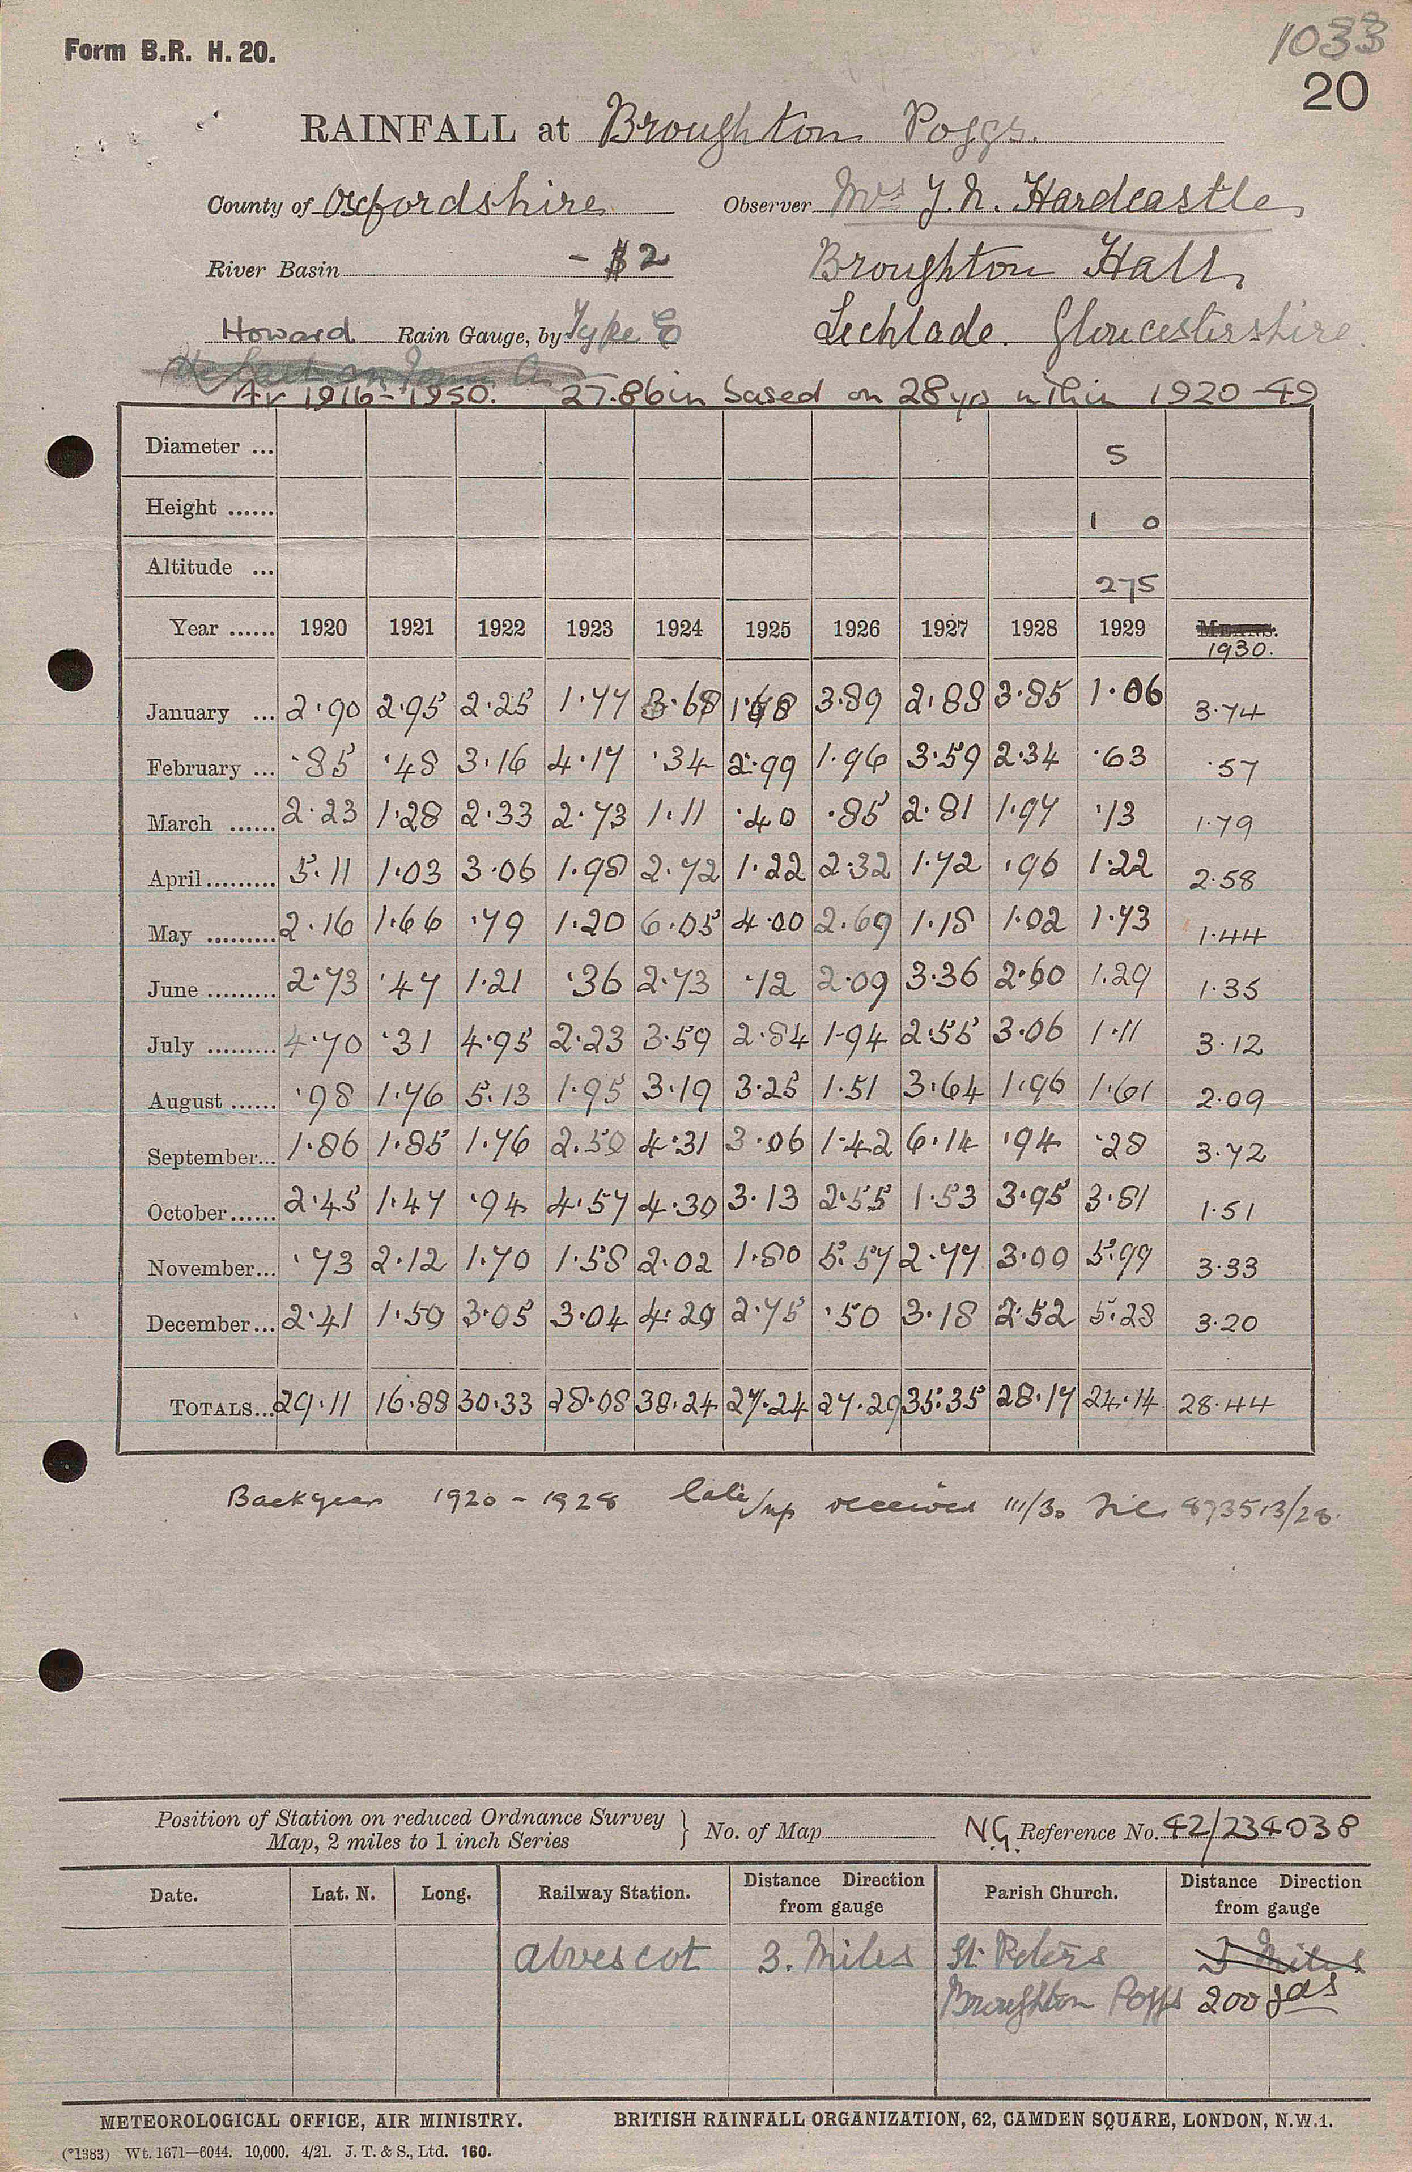 Form B.R. H. 20.
1033
20
RAINFALL at Broughton Poggs.
County of Oxfordshire Observer Mrs J. N. Hardcastle,
River Basin - 2 Broughton Hall,
Howard Rain Gauge, by Type E Lechlade. Gloucestershire.
Av 1916-1950. 27.86in based on 28 yrs within 1920-49
Diameter ... 5
Height ...... 1 0
Altitude ... 275
Year ...... 1920 1921 1922 1923 1924 1925 1926 1927 1928 1929 MEANS. 1930.
January ... 2.90 2.95 2.25 1.77 3.68 1.68 3.89 2.88 3.85 1.06 3.74
February ... .85 .48 3.16 4.17 .34 2.99 1.96 3.59 2.34 .63 .57
March ...... 2.23 1.28 2.33 2.73 1.11 .40 .85 2.81 1.97 .13 1.79
April .......... 5.11 1.03 3.06 1.98 2.72 1.22 2.32 1.72 .96 1.22 2.58
May .......... 2.16 1.66 .79 1.20 6.05 4.00 2.69 1.18 1.02 1.73 1.44
June .......... 2.73 .47 1.21 .36 2.73 .12 2.09 3.36 2.60 1.29 1.35
July .......... 4.70 .31 4.95 2.23 3.59 2.84 1.94 2.55 3.06 1.11 3.12
August ...... .98 1.76 5.13 1.95 3.19 3.25 1.51 3.64 1.96 1.61 2.09
September... 1.86 1.85 1.76 2.50 4.31 3.06 1.42 6.14 .94 .28 3.72
October...... 2.45 1.47 .94 4.57 4.30 3.13 2.55 1.53 3.95 3.81 1.51
November... .73 2.12 1.70 1.58 2.02 1.80 5.57 2.77 3.00 5.99 3.33
December... 2.41 1.50 3.05 3.04 4.20 2.75 .50 3.18 2.52 5.28 3.20
TOTALS... 29.11 16.88 30.33 28.08 38.24 27.24 27.29 35.35 28.17 24.14 28.44
Backyears 1920 - 1928 received 111/30 File 873513/28.
Position of Station on reduced Ordnance Survey
Map, 2 miles to 1 inch Series } No. of Map NG. Reference No. 42/234038
Date. Lat. N. Long. Railway Station. Distance Direction from gauge Parish Church. Distance Direction from gauge
Alvescot 3. Miles St. Peters 3 Miles
Broughton Poggs 200 yds
METEOROLOGICAL OFFICE, AIR MINISTRY. BRITISH RAINFALL ORGANIZATION, 62, CAMDEN SQUARE, LONDON, N.W.1.
(*1383) Wt. 1671—6044. 10,000. 4/21. J. T. & S., Ltd. 160.